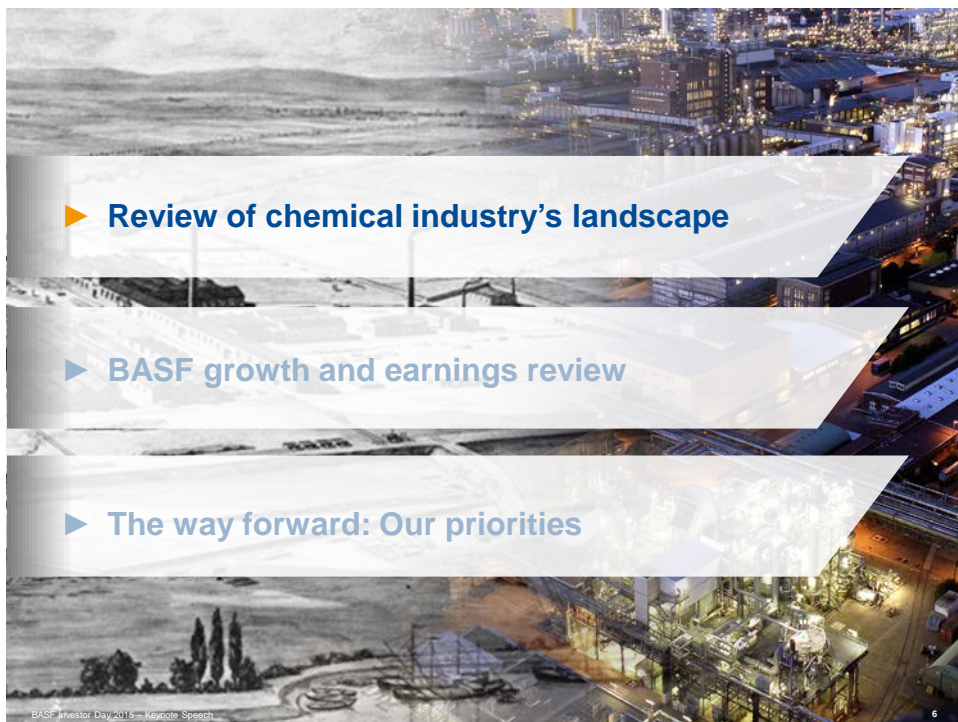 ► Review of chemical industry's landscape
► BASF growth and earnings review
► The way forward: Our priorities
BASF Investor Day 2015 – Keynote Speech
6